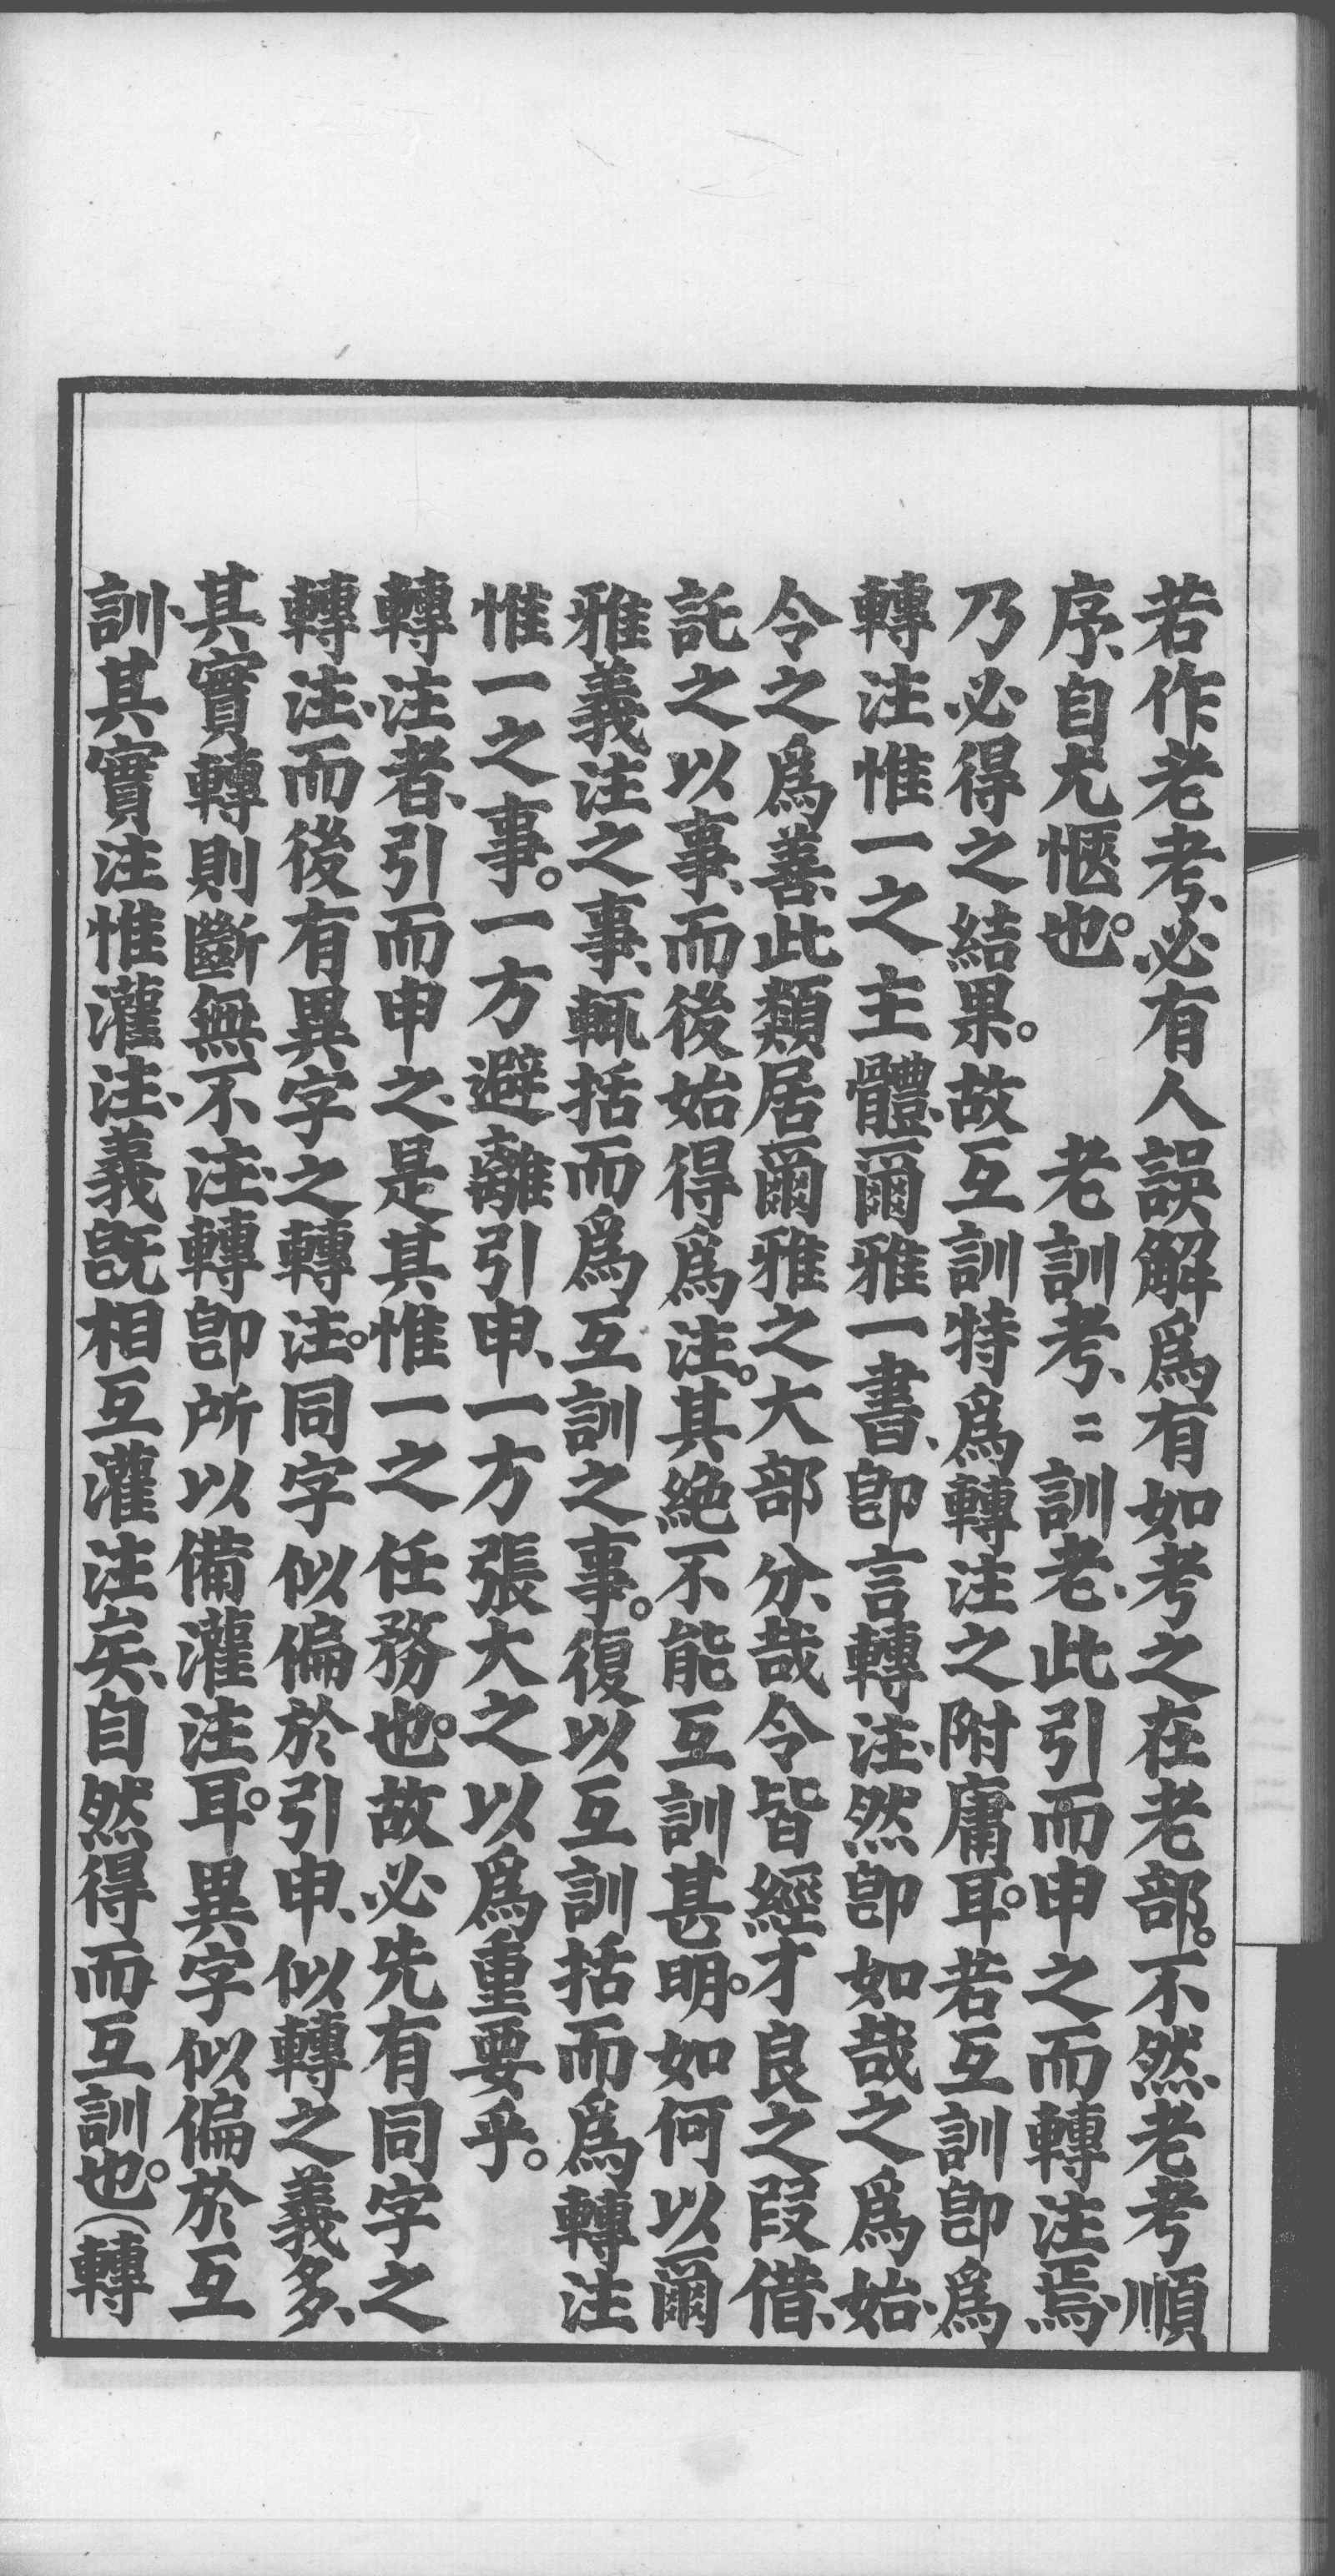 若作老考、必有人誤解爲有如考之在老部。不然、老考順
序、自尤愜也。　老訓考、〻訓老、此引而申之而轉注焉、
乃必得之結果。故互訓特爲轉注之附庸耳。若互訓卽爲
轉注惟一之主體、爾雅一書、卽言轉注、然卽如哉之爲始、
令之爲善、此類居爾雅之大部分、哉令皆經才良之叚借、
託之以事、而後始得爲注。其絶不能互訓甚明。如何以爾
雅義注之事、輒括而爲互訓之事。復以互訓括而爲轉注
惟一之事。一方避離引申、一方張大之以爲重要乎。
轉注者、引而申之、是其惟一之任務也。故必先有同字之
轉注、而後有異字之轉注。同字似偏於引申、似轉之義多、
其實轉則斷無不注、轉卽所以備灌注耳。異字似偏於互
訓、其實注惟灌注、義旣相互灌注矣、自然得而互訓也。（轉